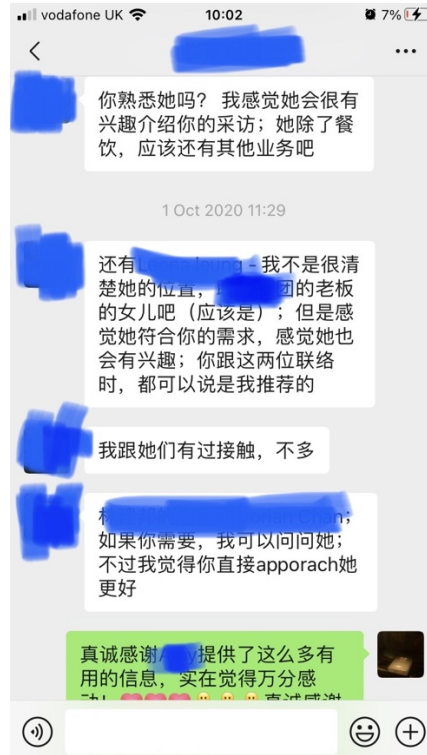 vodafone UK
10:02
7%
你熟悉她吗？ 我感觉她会很有
兴趣介绍你的采访；她除了餐
饮，应该还有其他业务吧
1 Oct 2020 11:29
还有
- 我不是很清
楚她的位置，
团的老板
的女儿吧（应该是）；但是感
觉她符合你的需求，感觉她也
会有兴趣；你跟这两位联络
时，都可以说是我推荐的
我跟她们有过接触，不多
；
如果你需要，我可以问问她；
不过我觉得你直接apporach她
更好
真诚感谢
提供了这么多有
用的信息，实在觉得万分感